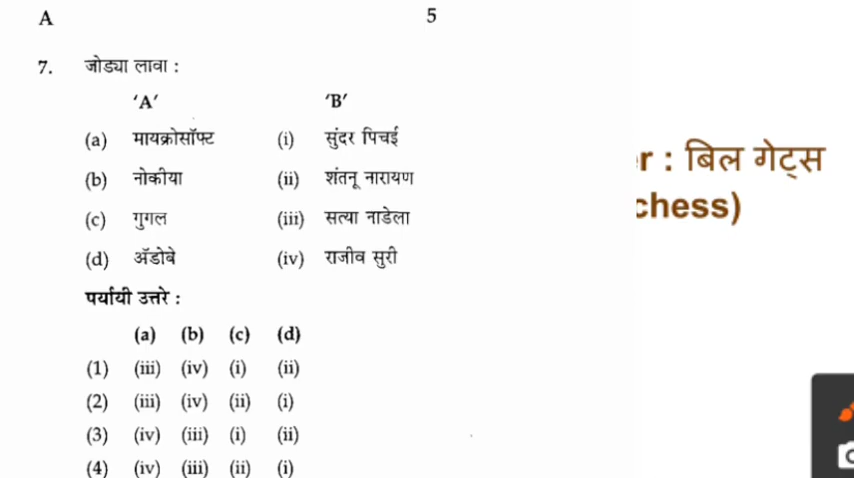 A 5
7. जोड्या लावा :
'A' 'B'
(a) मायक्रोसॉफ्ट (i) सुंदर पिचई
(b) नोकीया (ii) शंतनू नारायण
(c) गुगल (iii) सत्या नाडेला
(d) ॲडोबे (iv) राजीव सुरी
पर्यायी उत्तरे :
(a) (b) (c) (d)
(1) (iii) (iv) (i) (ii)
(2) (iii) (iv) (ii) (i)
(3) (iv) (iii) (i) (ii)
(4) (iv) (iii) (ii) (i)
r : बिल गेट्स
chess)